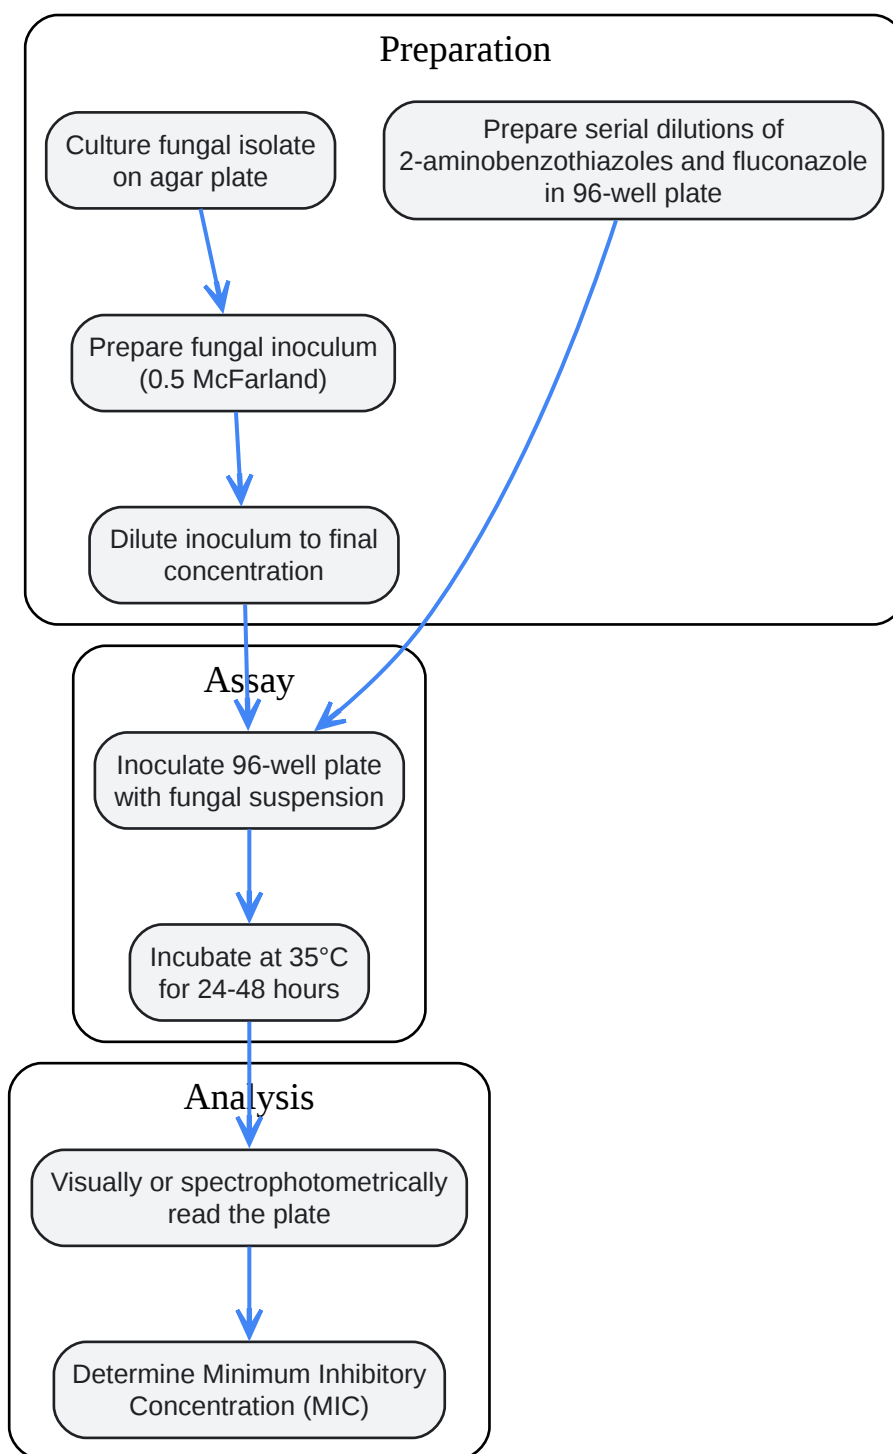 Preparation
Culture fungal isolate
on agar plate
Prepare serial dilutions of
2-aminobenzothiazoles and fluconazole
in 96-well plate
Prepare fungal inoculum
(0.5 McFarland)
Dilute inoculum to final
concentration
Assay
Inoculate 96-well plate
with fungal suspension
Incubate at 35°C
for 24-48 hours
Analysis
Visually or spectrophotometrically
read the plate
Determine Minimum Inhibitory
Concentration (MIC)